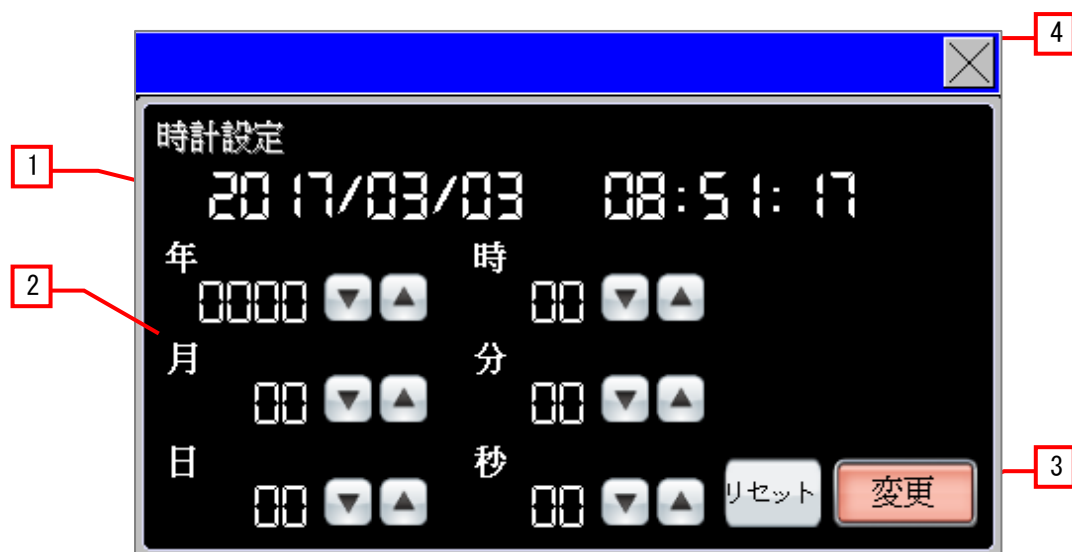 4
時計設定
1
2017/03/03 08:51:17
年 時
2
0000 ▼ ▲ 00 ▼ ▲
月 分
00 ▼ ▲ 00 ▼ ▲
日 秒
3
00 ▼ ▲ 00 ▼ ▲ リセット 変更